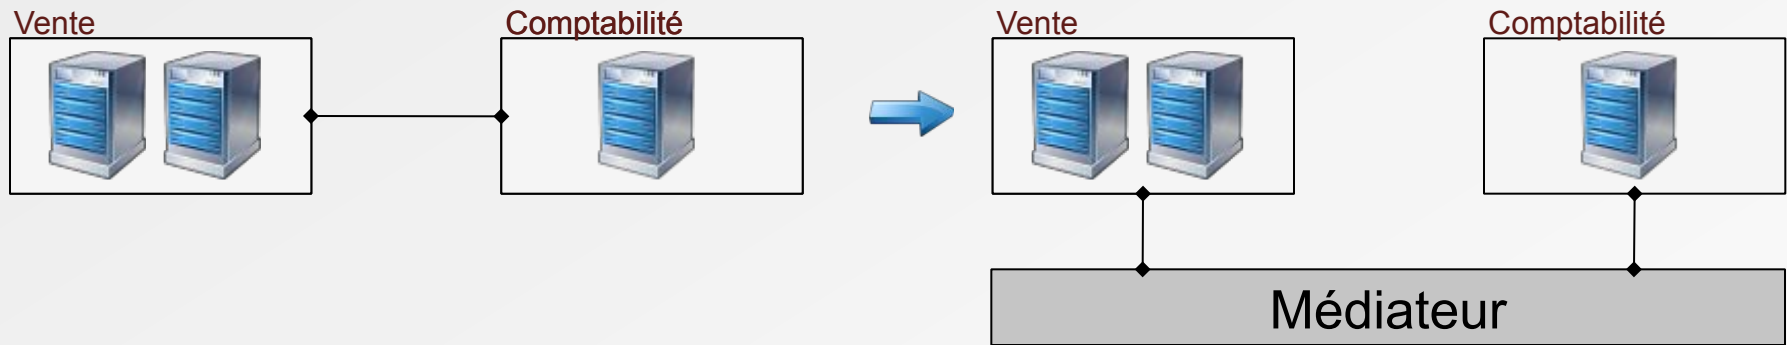 Vente
Comptabilité
Vente
Comptabilité
Médiateur